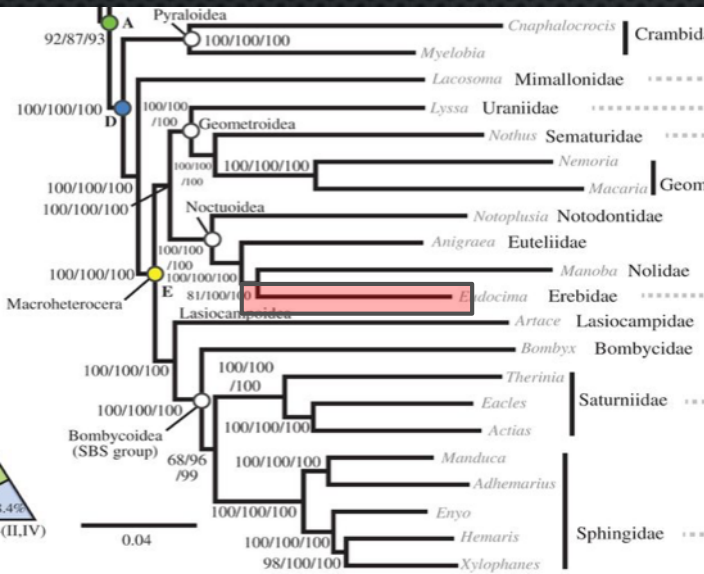 A
Pyraloidea
92/87/93
Cnaphalocrocis
100/100/100
Crambida
Myelobia
Lacosoma Mimallonidae
100/100/100
D
100/100
/100
Lyssa Uraniidae
Geometroidea
Nothus Sematuridae
100/100/100
Nemoria
100/100
/100
Macaria
Geom
100/100/100
100/100/100
Noctuoidea
Notoplusia Notodontidae
Anigraea Euteliidae
100/100
/100
100/100/100
100/100/100
Manoba Nolidae
E
81/100/100
Eudocima Erebidae
Macroheterocera
Lasiocampoidea
Artace Lasiocampidae
Bombyx Bombycidae
100/100/100
100/100
/100
Therinia
Eacles
Saturniidae
100/100/100
100/100/100
Actias
Bombycoidea
(SBS group)
68/96
/99
100/100/100
Manduca
Adhemarius
100/100/100
Enyo
Sphingidae
100/100/100
Hemaris
98/100/100
Xylophanes
.4%
(II,IV)
0.04